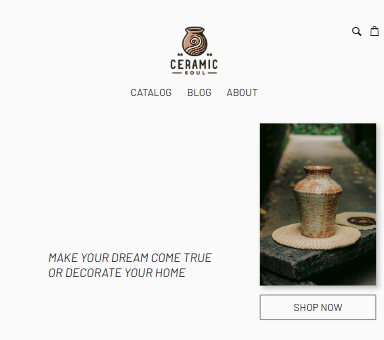 CERAMIC
SOUL
CATALOG BLOG ABOUT
MAKE YOUR DREAM COME TRUE
OR DECORATE YOUR HOME
SHOP NOW